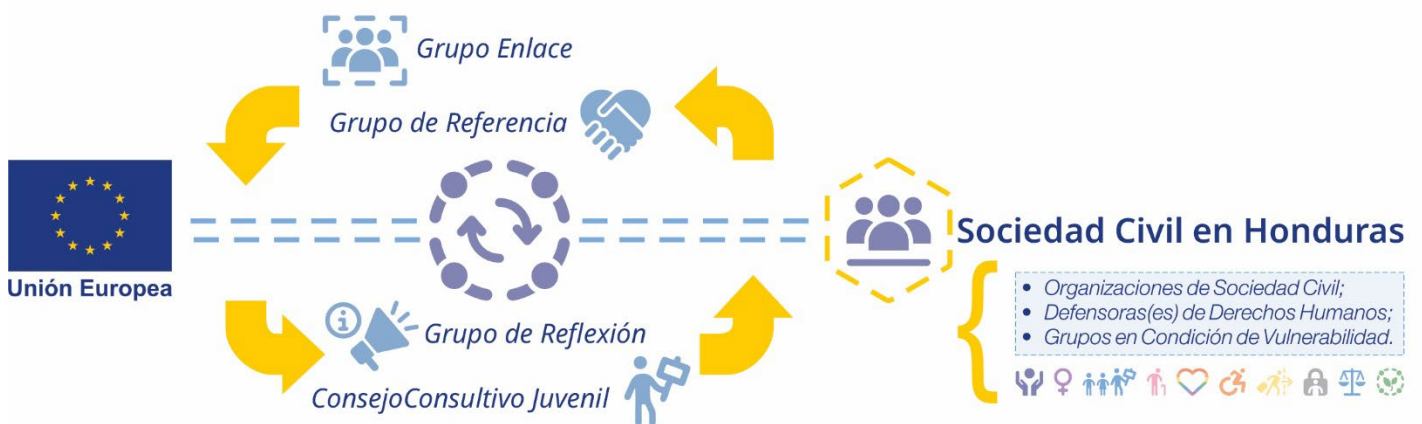 Grupo Enlace
Grupo de Referencia
Unión Europea
Sociedad Civil en Honduras
• Organizaciones de Sociedad Civil;
• Defensoras(es) de Derechos Humanos;
• Grupos en Condición de Vulnerabilidad.
Grupo de Reflexión
ConsejoConsultivo Juvenil